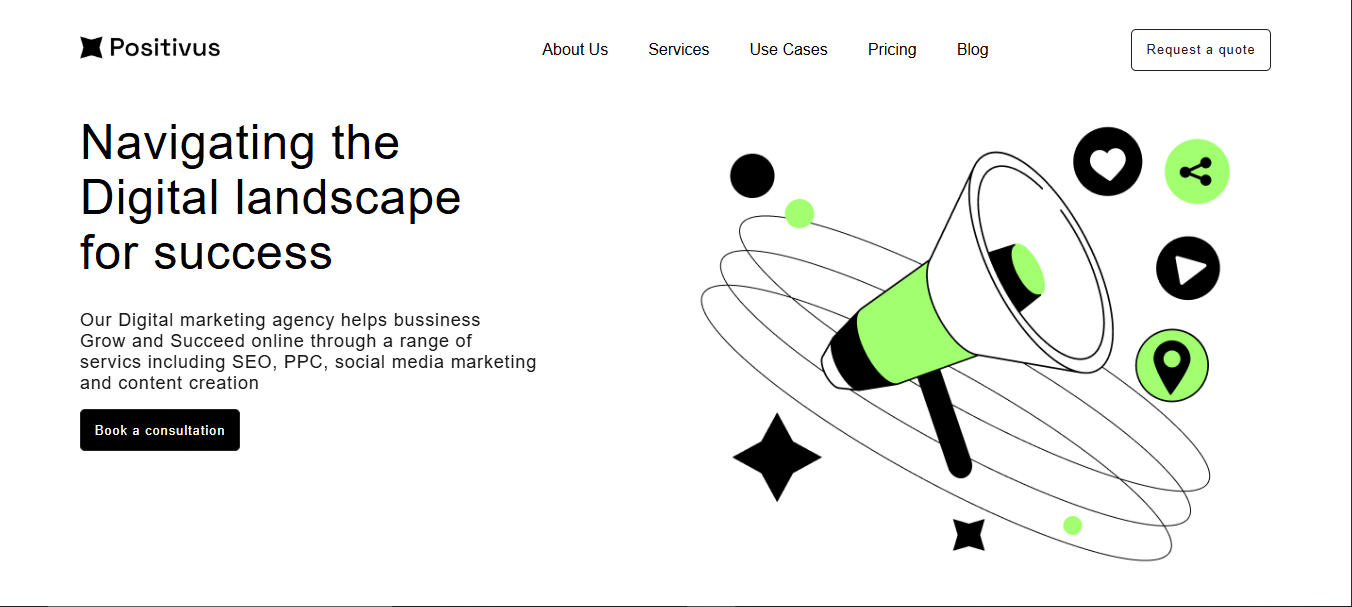 Positivus
About Us
Services
Use Cases
Pricing
Blog
Request a quote
Navigating the
Digital landscape
for success
Our Digital marketing agency helps bussiness
Grow and Succeed online through a range of
servics including SEO, PPC, social media marketing
and content creation
Book a consultation